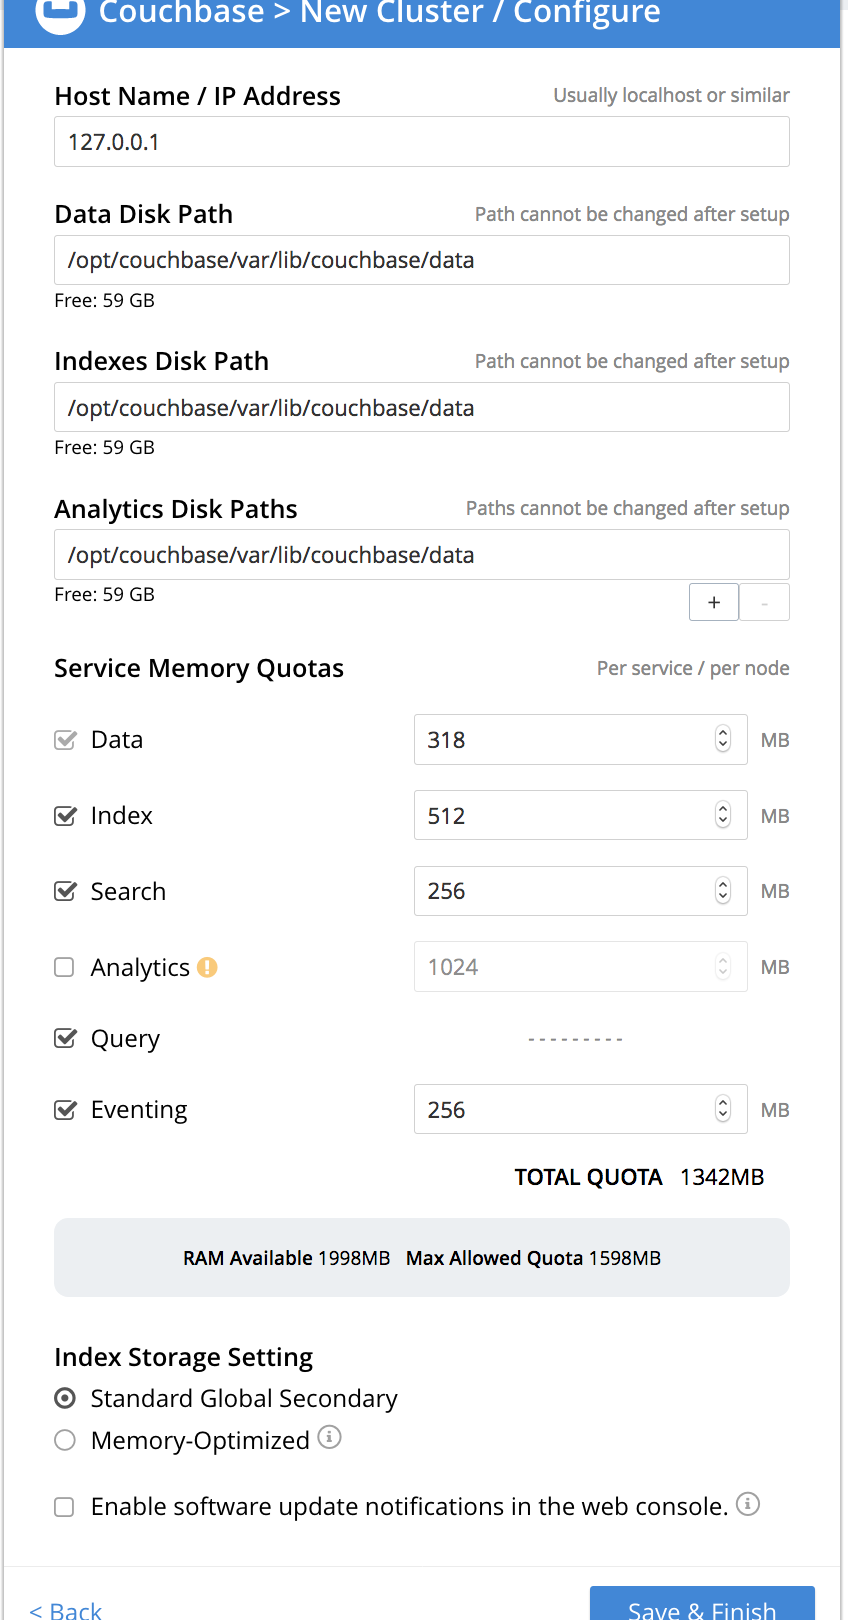 Couchbase > New Cluster / Configure
Host Name / IP Address Usually localhost or similar
127.0.0.1
Data Disk Path Path cannot be changed after setup
/opt/couchbase/var/lib/couchbase/data
Free: 59 GB
Indexes Disk Path Path cannot be changed after setup
/opt/couchbase/var/lib/couchbase/data
Free: 59 GB
Analytics Disk Paths Paths cannot be changed after setup
/opt/couchbase/var/lib/couchbase/data
Free: 59 GB + -
Service Memory Quotas Per service / per node
Data 318 MB
Index 512 MB
Search 256 MB
Analytics ! 1024 MB
Query ---------
Eventing 256 MB
TOTAL QUOTA 1342MB
RAM Available 1998MB Max Allowed Quota 1598MB
Index Storage Setting
Standard Global Secondary
Memory-Optimized i
Enable software update notifications in the web console. i
< Back Save & Finish